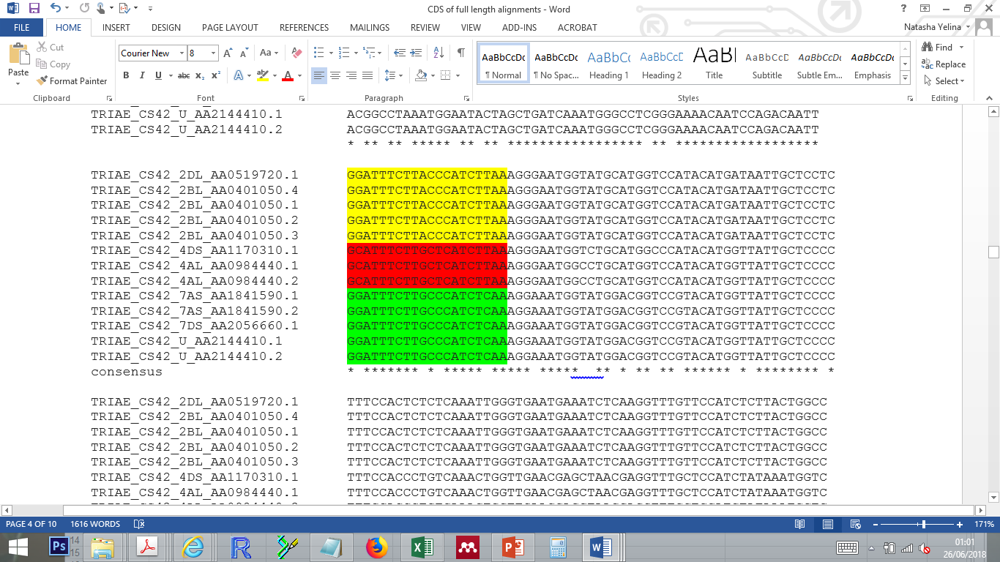 CDS of full length alignments - Word
FILE HOME INSERT DESIGN PAGE LAYOUT REFERENCES MAILINGS REVIEW VIEW ADD-INS ACROBAT Natasha Yelina
Cut
Copy
Format Painter
Paste
Clipboard
Courier New 8
Font
Paragraph
AaBbCcDc AaBbCcDc AaBbCc AaBbCcD AaBl AaBbCcD AaBbCcDc AaBbCcDc
¶ Normal ¶ No Spac... Heading 1 Heading 2 Title Subtitle Subtle Em... Emphasis
Styles
Find
Replace
Select
Editing
TRIAE_CS42_U_AA2144410.1 ACGGCCTAAATGGAATACTAGCTGATCAAATGGGCCTCGGGAAAACAATCCAGACAATT
TRIAE_CS42_U_AA2144410.2 ACGGCCTAAATGGAATACTAGCTGATCAAATGGGCCTCGGGAAAACAATCCAGACAATT
* ** ** ***** ** ** ***************** ** ******************
TRIAE_CS42_2DL_AA0519720.1 GGATTTCTTACCCATCTTAAAGGGAATGGTATGCATGGTCCATACATGATAATTGCTCCTC
TRIAE_CS42_2BL_AA0401050.4 GGATTTCTTACCCATCTTAAAGGGAATGGTATGCATGGTCCATACATGATAATTGCTCCTC
TRIAE_CS42_2BL_AA0401050.1 GGATTTCTTACCCATCTTAAAGGGAATGGTATGCATGGTCCATACATGATAATTGCTCCTC
TRIAE_CS42_2BL_AA0401050.2 GGATTTCTTACCCATCTTAAAGGGAATGGTATGCATGGTCCATACATGATAATTGCTCCTC
TRIAE_CS42_2BL_AA0401050.3 GGATTTCTTACCCATCTTAAAGGGAATGGTATGCATGGTCCATACATGATAATTGCTCCTC
TRIAE_CS42_4DS_AA1170310.1 GCATTTCTTGCTCATCTTAAAGGGAATGGTCTGCATGGCCCATACATGGTTATTGCTCCCC
TRIAE_CS42_4AL_AA0984440.1 GCATTTCTTGCTCATCTTAAAGGGAATGGCCTGCATGGTCCATACATGGTTATTGCTCCCC
TRIAE_CS42_4AL_AA0984440.2 GCATTTCTTGCTCATCTTAAAGGGAATGGCCTGCATGGTCCATACATGGTTATTGCTCCCC
TRIAE_CS42_7AS_AA1841590.1 GGATTTCTTGCCCATCTCAAAGGAAATGGTATGGACGGTCCGTACATGGTTATTGCTCCCC
TRIAE_CS42_7AS_AA1841590.2 GGATTTCTTGCCCATCTCAAAGGAAATGGTATGGACGGTCCGTACATGGTTATTGCTCCCC
TRIAE_CS42_7DS_AA2056660.1 GGATTTCTTGCCCATCTCAAAGGAAATGGTATGGACGGTCCGTACATGGTTATTGCTCCCC
TRIAE_CS42_U_AA2144410.1 GGATTTCTTGCCCATCTCAAAGGAAATGGTATGGACGGTCCGTACATGGTTATTGCTCCCC
TRIAE_CS42_U_AA2144410.2 GGATTTCTTGCCCATCTCAAAGGAAATGGTATGGACGGTCCGTACATGGTTATTGCTCCCC
consensus * ******* * ***** ***** ***** ** * ** ** ****** * ******** *
TRIAE_CS42_2DL_AA0519720.1 TTTCCACTCTCTCAAATTGGGTGAATGAAATCTCAAGGTTTGTTCCATCTCTTACTGGCC
TRIAE_CS42_2BL_AA0401050.4 TTTCCACTCTCTCAAATTGGGTGAATGAAATCTCAAGGTTTGTTCCATCTCTTACTGGCC
TRIAE_CS42_2BL_AA0401050.1 TTTCCACTCTCTCAAATTGGGTGAATGAAATCTCAAGGTTTGTTCCATCTCTTACTGGCC
TRIAE_CS42_2BL_AA0401050.2 TTTCCACTCTCTCAAATTGGGTGAATGAAATCTCAAGGTTTGTTCCATCTCTTACTGGCC
TRIAE_CS42_2BL_AA0401050.3 TTTCCACTCTCTCAAATTGGGTGAATGAAATCTCAAGGTTTGTTCCATCTCTTACTGGCC
TRIAE_CS42_4DS_AA1170310.1 TTTCCACCCTGTCAAACTGGTTGAACGAGCTAACGAGGTTTGCTCCATCTATAAATGGTC
TRIAE_CS42_4AL_AA0984440.1 TTTCCACCCTGTCAAACTGGTTGAACGAGCTAACGAGGTTTGCTCCATCTATAAATGGTC
PAGE 4 OF 10 1616 WORDS 171%
01:01
26/06/2018